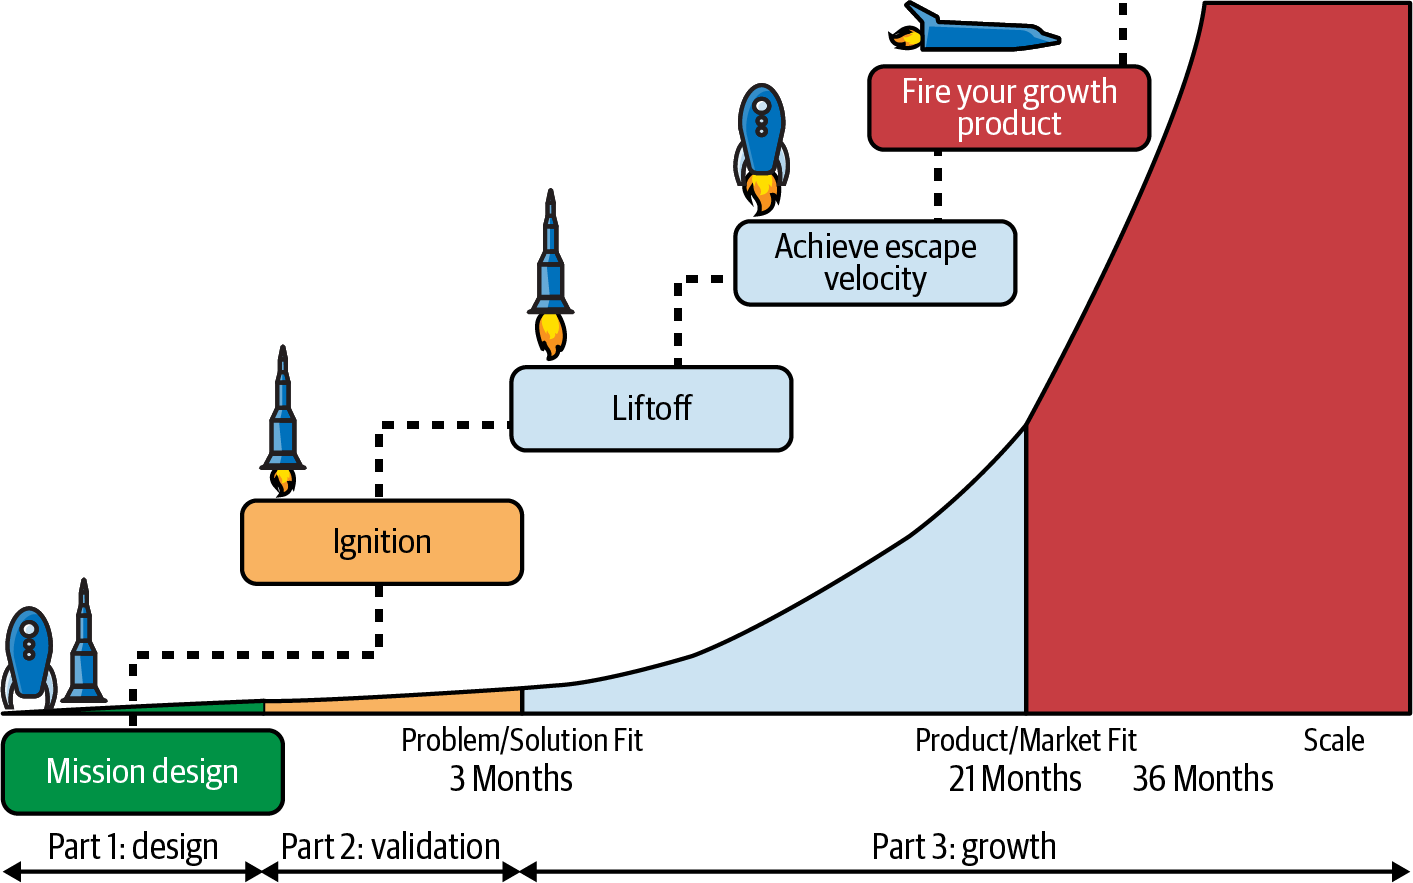 Fire your growth
product
Achieve escape
velocity
Liftoff
Ignition
Mission design
Problem/Solution Fit
3 Months
Product/Market Fit
21 Months
36 Months
Scale
Part 1: design
Part 2: validation
Part 3: growth